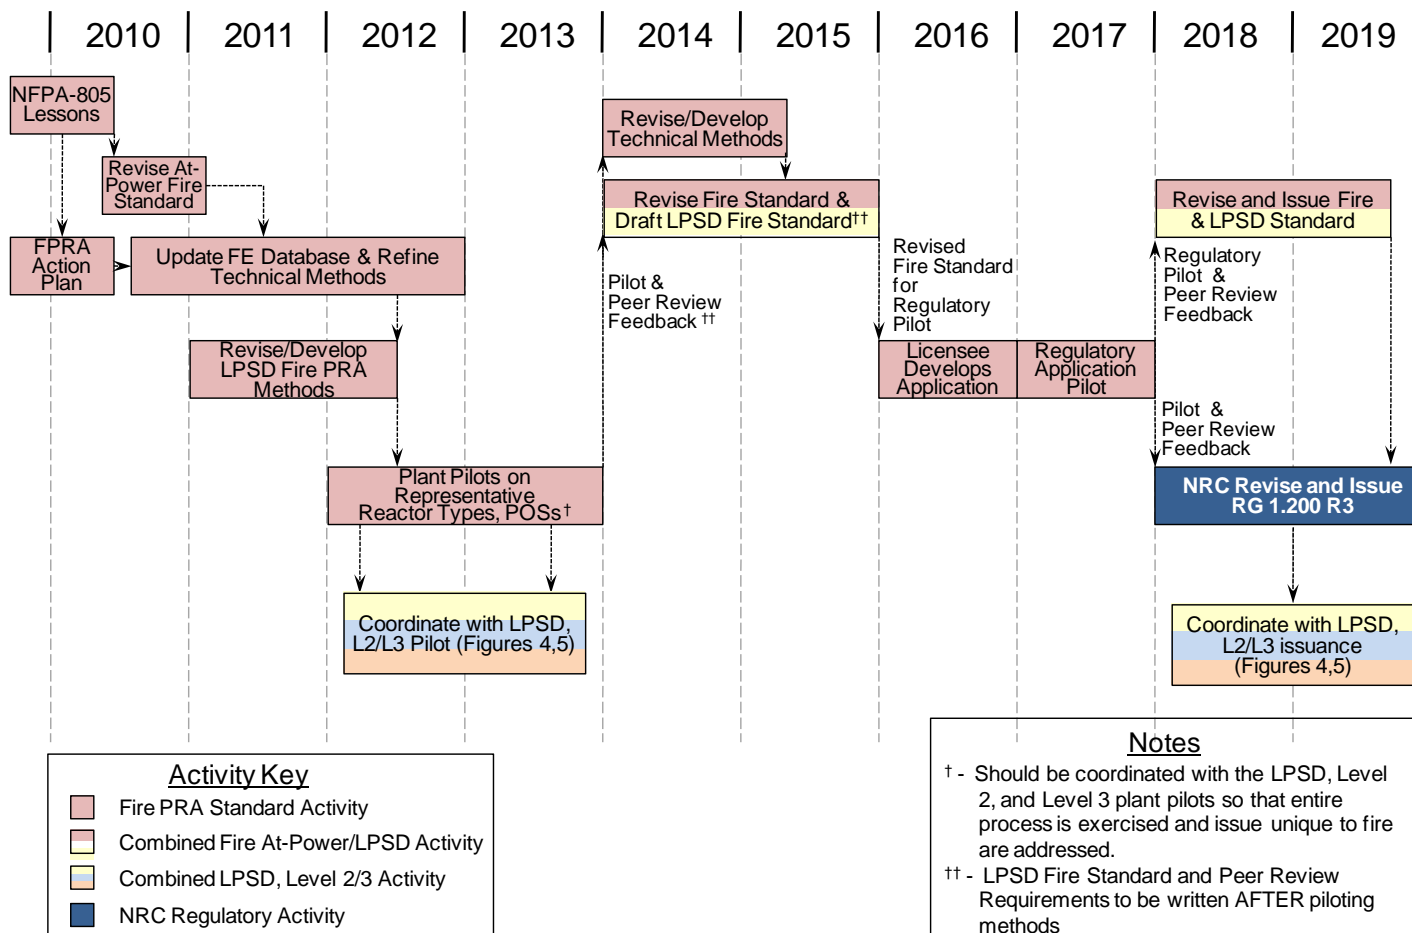 2010 2011 2012 2013 2014 2015 2016 2017 2018 2019
NFPA-805
Lessons
Revise At-
Power Fire
Standard
FPRA
Action
Plan
Update FE Database & Refine
Technical Methods
Revise/Develop
LPSD Fire PRA
Methods
Plant Pilots on
Representative
Reactor Types, POSs†
Coordinate with LPSD,
L2/L3 Pilot (Figures 4,5)
Revise/Develop
Technical Methods
Revise Fire Standard &
Draft LPSD Fire Standard††
Pilot &
Peer Review
Feedback ††
Revised
Fire Standard
for
Regulatory
Pilot
Licensee
Develops
Application
Regulatory
Application
Pilot
Revise and Issue Fire
& LPSD Standard
Regulatory
Pilot &
Peer Review
Feedback
Pilot &
Peer Review
Feedback
NRC Revise and Issue
RG 1.200 R3
Coordinate with LPSD,
L2/L3 issuance
(Figures 4,5)
Activity Key
Fire PRA Standard Activity
Combined Fire At-Power/LPSD Activity
Combined LPSD, Level 2/3 Activity
NRC Regulatory Activity
Notes
† - Should be coordinated with the LPSD, Level
2, and Level 3 plant pilots so that entire
process is exercised and issue unique to fire
are addressed.
†† - LPSD Fire Standard and Peer Review
Requirements to be written AFTER piloting
methods